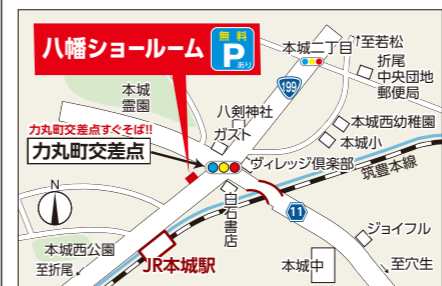 八幡ショールーム
無料
P
あり
本城二丁目
至若松
折尾
中央団地
郵便局
199
本城
霊園
八剣神社
ガスト
本城西幼稚園
本城小
力丸町交差点すぐそば!!
力丸町交差点
ヴィレッジ倶楽部
筑豊本線
N
白石書店
11
ジョイフル
本城西公園
至折尾
JR本城駅
本城中
至穴生